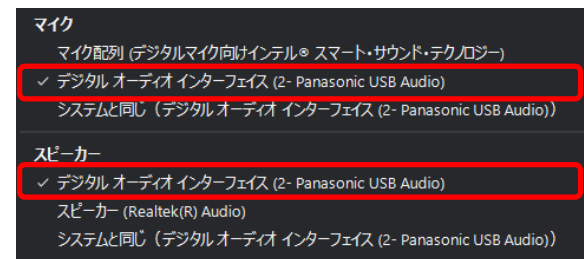 マイク
マイク配列 (デジタルマイク向けインテル® スマート・サウンド・テクノロジー)
✓ デジタル オーディオ インターフェイス (2- Panasonic USB Audio)
システムと同じ（デジタル オーディオ インターフェイス (2- Panasonic USB Audio)）
スピーカー
✓ デジタル オーディオ インターフェイス (2- Panasonic USB Audio)
スピーカー (Realtek(R) Audio)
システムと同じ（デジタル オーディオ インターフェイス (2- Panasonic USB Audio)）